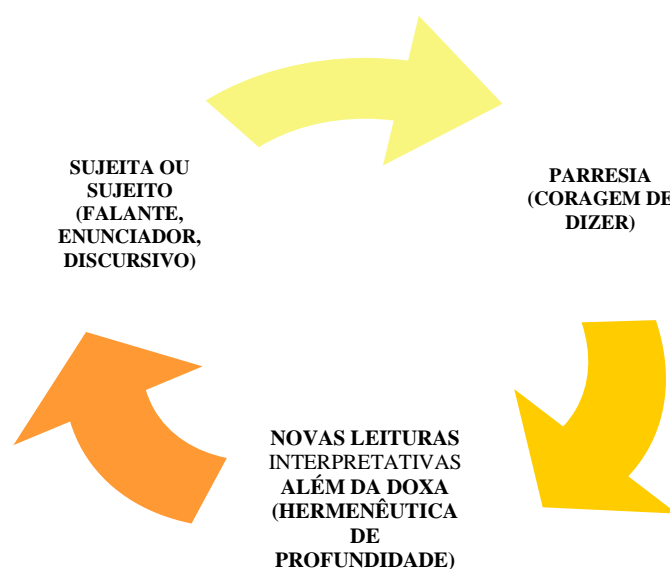 SUJEITA OU
SUJEITO
(FALANTE,
ENUNCIADOR,
DISCURSIVO)
PARRESIA
(CORAGEM DE
DIZER)
NOVAS LEITURAS
INTERPRETATIVAS
ALÉM DA DOXA
(HERMENÊUTICA
DE
PROFUNDIDADE)